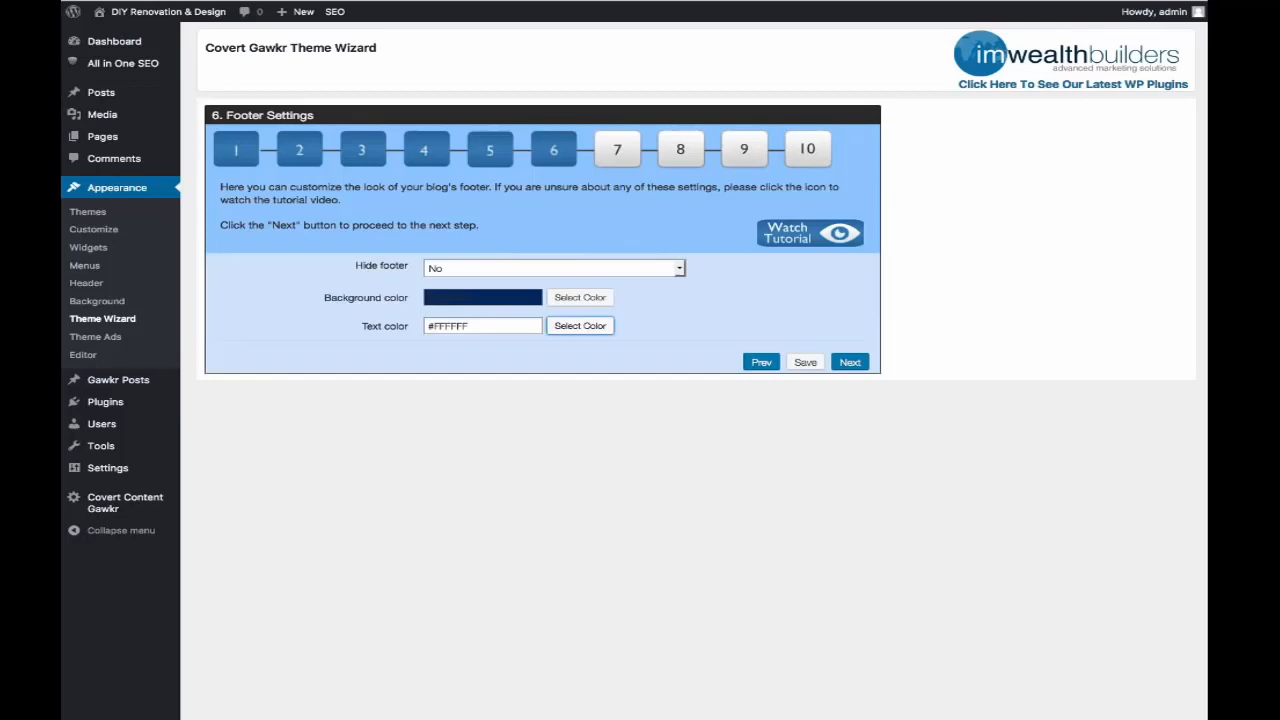 DIY Renovation & Design 0 New SEO Howdy, admin
Dashboard
All in One SEO
Posts
Media
Pages
Comments
Appearance
Themes
Customize
Widgets
Menus
Header
Background
Theme Wizard
Theme Ads
Editor
Gawkr Posts
Plugins
Users
Tools
Settings
Covert Content
Gawkr
Collapse menu
Covert Gawkr Theme Wizard
imwealthbuilders
advanced marketing solutions
Click Here To See Our Latest WP Plugins
6. Footer Settings
1 2 3 4 5 6 7 8 9 10
Here you can customize the look of your blog's footer. If you are unsure about any of these settings, please click the icon to
watch the tutorial video.
Click the "Next" button to proceed to the next step.
Watch
Tutorial
Hide footer No
Background color Select Color
Text color #FFFFFF Select Color
Prev Save Next